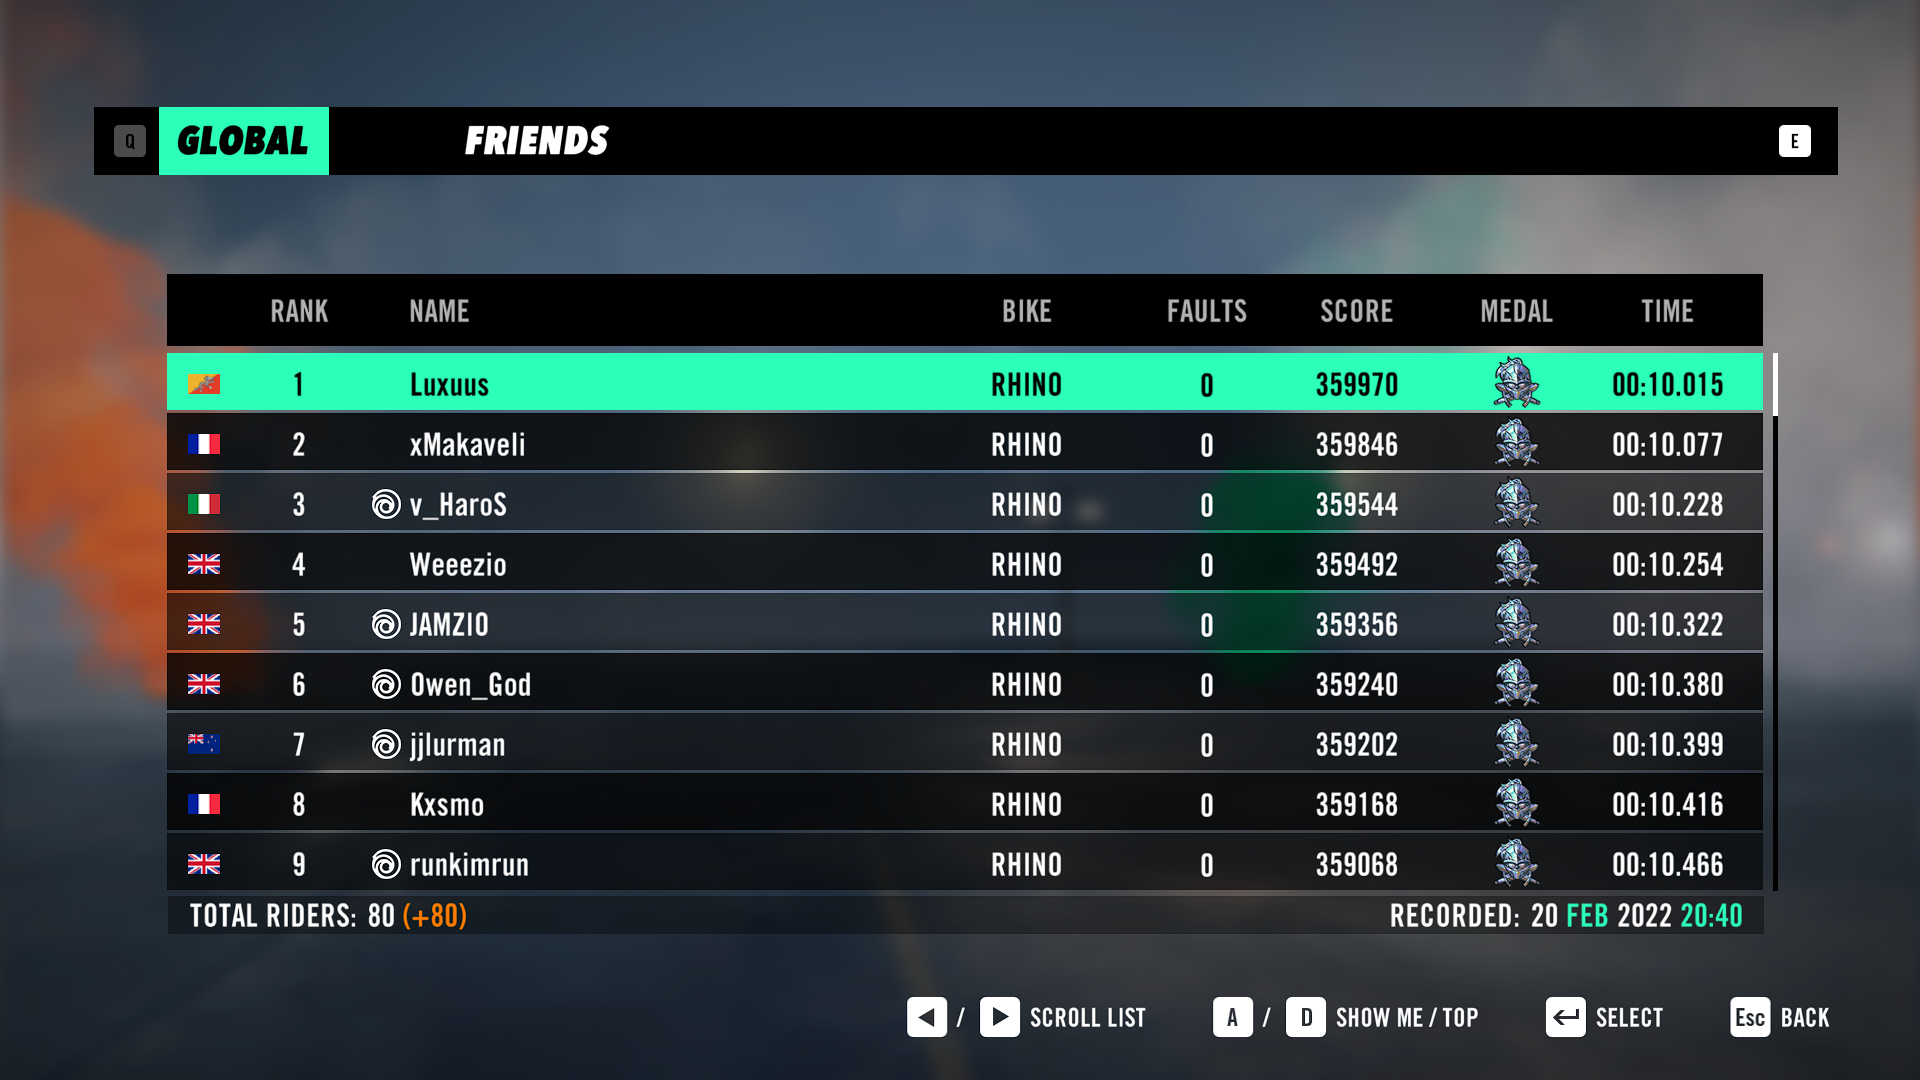 Q GLOBAL FRIENDS E
RANK NAME BIKE FAULTS SCORE MEDAL TIME
1 Luxuus RHINO 0 359970 00:10.015
2 xMakaveli RHINO 0 359846 00:10.077
3 v_HaroS RHINO 0 359544 00:10.228
4 Weeezio RHINO 0 359492 00:10.254
5 JAMZIO RHINO 0 359356 00:10.322
6 Owen_God RHINO 0 359240 00:10.380
7 jjlurman RHINO 0 359202 00:10.399
8 Kxsmo RHINO 0 359168 00:10.416
9 runkimrun RHINO 0 359068 00:10.466
TOTAL RIDERS: 80 (+80) RECORDED: 20 FEB 2022 20:40
/ SCROLL LIST A / D SHOW ME / TOP SELECT Esc BACK